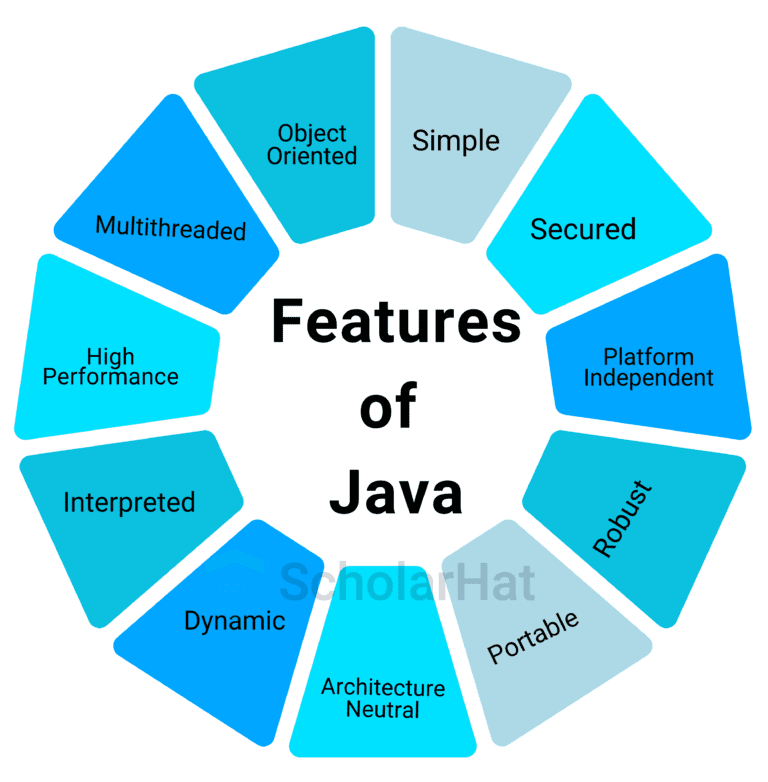 Features
of
Java
Simple
Secured
Platform
Independent
Robust
Portable
Architecture
Neutral
Dynamic
Interpreted
High
Performance
Multithreaded
Object
Oriented
ScholarHat